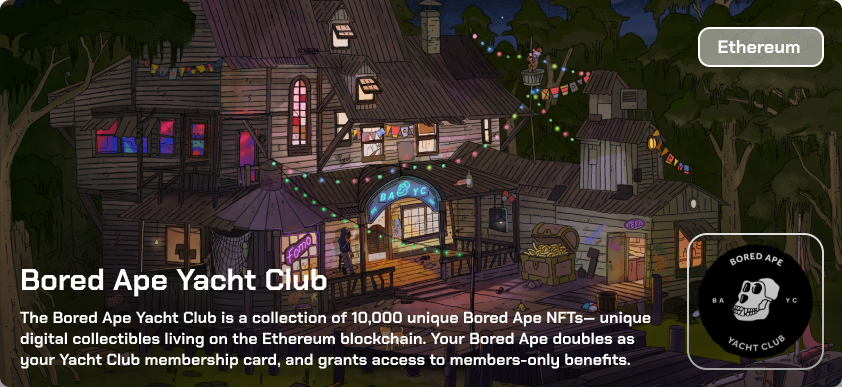 Ethereum
BAYC
fomo
Bored Ape Yacht Club
The Bored Ape Yacht Club is a collection of 10,000 unique Bored Ape NFTs— unique
digital collectibles living on the Ethereum blockchain. Your Bored Ape doubles as
your Yacht Club membership card, and grants access to members-only benefits.
BORED APE
BA YC
YACHT CLUB